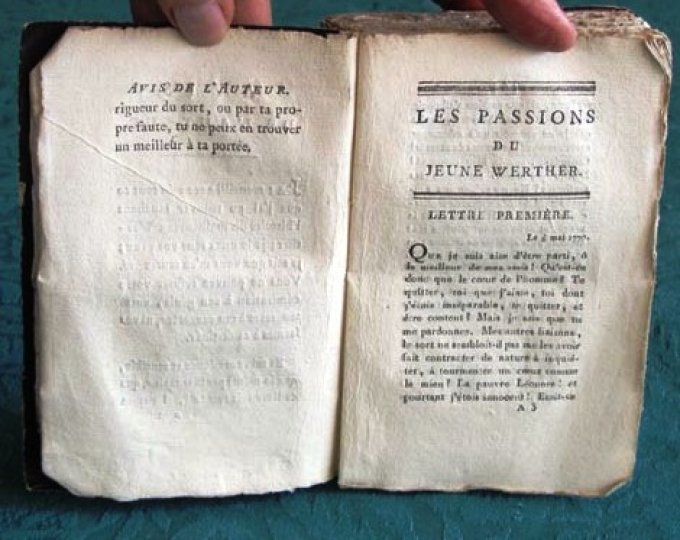 AVIS DE L'AUTEUR.
rigueur du sort, ou par ta pro-
pre faute, tu ne peux en trouver
un meilleur à ta portée.
LES PASSIONS
DU
JEUNE WERTHER.
LETTRE PREMIÈRE.
Le 4 mai
Que je suis aise d'être parti, ô
le meilleur de mes amis! Qu'est-ce
donc que le cœur de l'homme? Te
quitter, toi que j'aime, toi dont
j'étois inséparable, te quitter, et
être content! Mais je sais que tu
me pardonnes. Mes autres liaisons,
le sort ne sembloit-il pas me les avoir
fait contracter de nature à inquié-
ter, à tourmenter un cœur comme
le mien! La pauvre Léonore! et
pourtant j'étois innocent! Etoit-ce
A 3